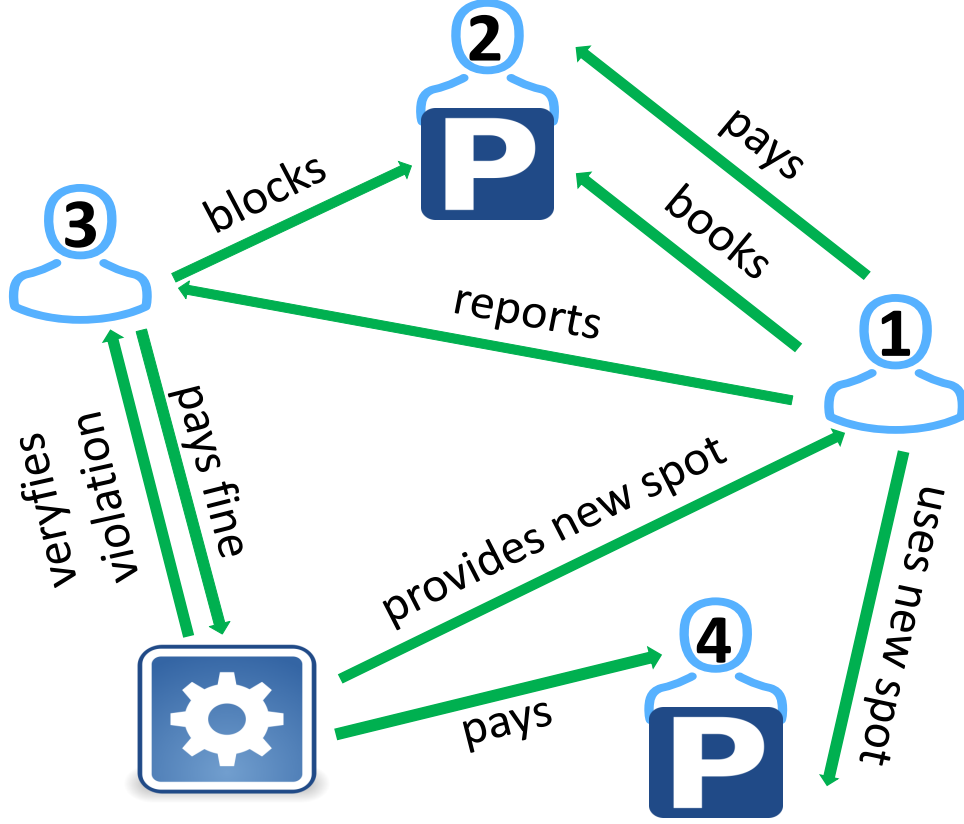 2
P
pays
blocks
books
3
reports
1
veryfies
violation
pays fine
provides new spot
uses new spot
4
pays
P